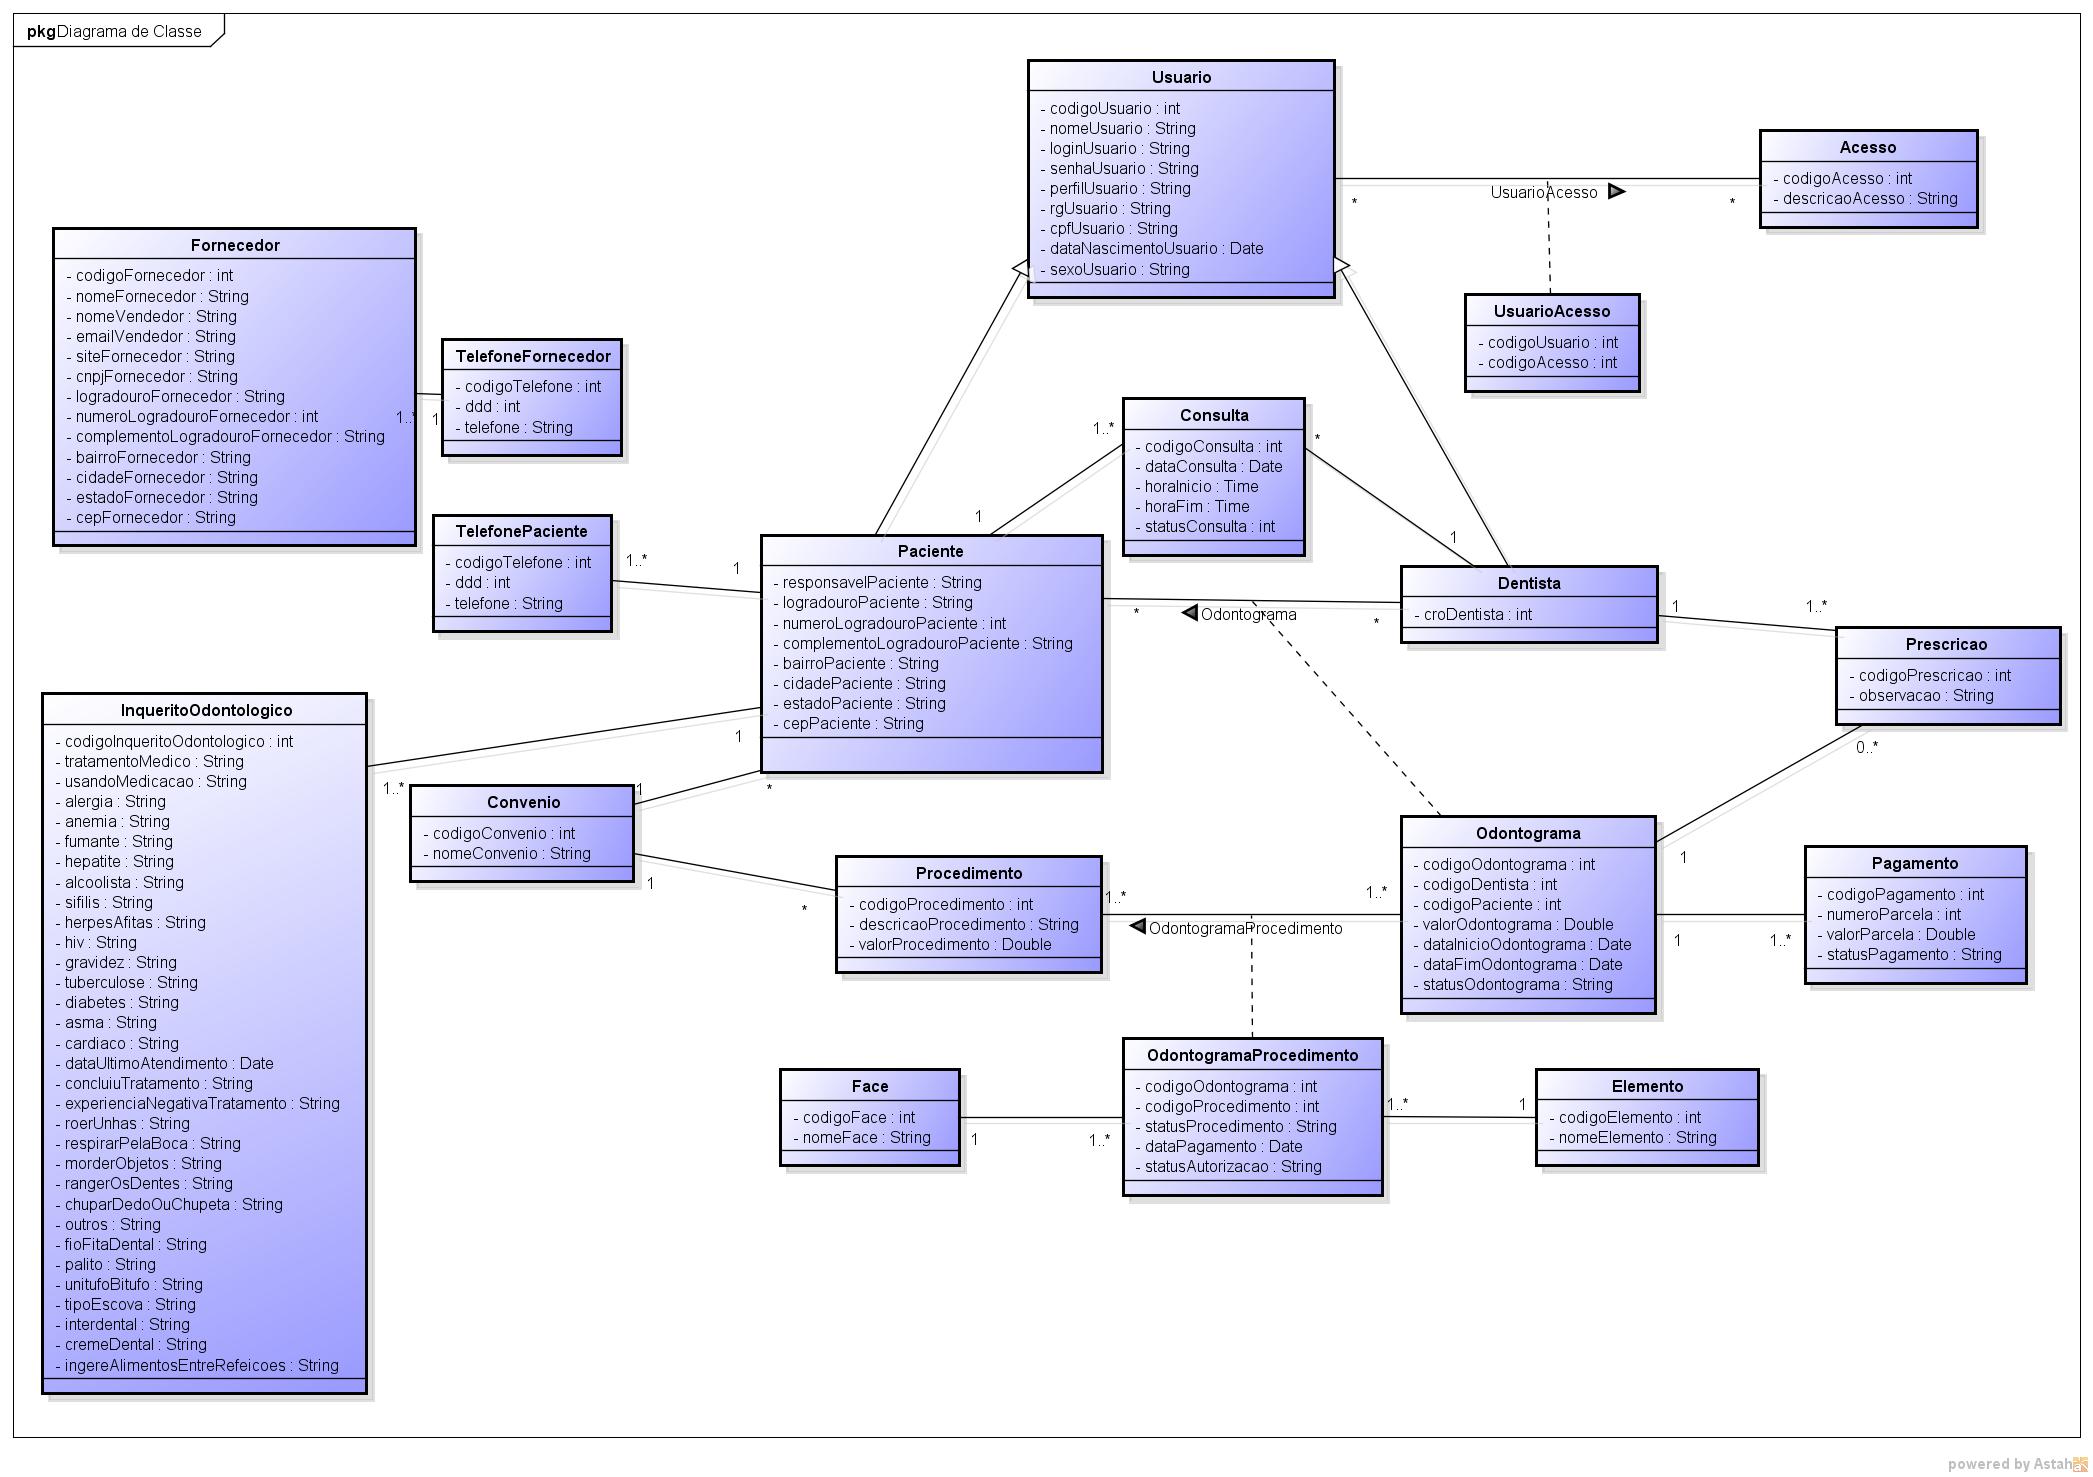 pkg Diagrama de Classe
Usuario
- codigoUsuario : int
- nomeUsuario : String
- loginUsuario : String
- senhaUsuario : String
- perfilUsuario : String
- rgUsuario : String
- cpfUsuario : String
- dataNascimentoUsuario : Date
- sexoUsuario : String
Acesso
- codigoAcesso : int
- descricaoAcesso : String
UsuarioAcesso
*
*
UsuarioAcesso
- codigoUsuario : int
- codigoAcesso : int
Fornecedor
- codigoFornecedor : int
- nomeFornecedor : String
- nomeVendedor : String
- emailVendedor : String
- siteFornecedor : String
- cnpjFornecedor : String
- logradouroFornecedor : String
- numeroLogradouroFornecedor : int
- complementoLogradouroFornecedor : String
- bairroFornecedor : String
- cidadeFornecedor : String
- estadoFornecedor : String
- cepFornecedor : String
1..*
1
TelefoneFornecedor
- codigoTelefone : int
- ddd : int
- telefone : String
TelefonePaciente
- codigoTelefone : int
- ddd : int
- telefone : String
1..*
1
Consulta
- codigoConsulta : int
- dataConsulta : Date
- horaInicio : Time
- horaFim : Time
- statusConsulta : int
1..*
1
*
1
Paciente
- responsavelPaciente : String
- logradouroPaciente : String
- numeroLogradouroPaciente : int
- complementoLogradouroPaciente : String
- bairroPaciente : String
- cidadePaciente : String
- estadoPaciente : String
- cepPaciente : String
*
Odontograma
*
Dentista
- croDentista : int
1
1..*
Prescricao
- codigoPrescricao : int
- observacao : String
0..*
1
InqueritoOdontologico
- codigoInqueritoOdontologico : int
- tratamentoMedico : String
- usandoMedicacao : String
- alergia : String
- anemia : String
- fumante : String
- hepatite : String
- alcoolista : String
- sifilis : String
- herpesAfitas : String
- hiv : String
- gravidez : String
- tuberculose : String
- diabetes : String
- asma : String
- cardiaco : String
- dataUltimoAtendimento : Date
- concluiuTratamento : String
- experienciaNegativaTratamento : String
- roerUnhas : String
- respirarPelaBoca : String
- morderObjetos : String
- rangerOsDentes : String
- chuparDedoOuChupeta : String
- outros : String
- fioFitaDental : String
- palito : String
- unitufoBitufo : String
- tipoEscova : String
- interdental : String
- cremeDental : String
- ingereAlimentosEntreRefeicoes : String
1..*
1
Convenio
- codigoConvenio : int
- nomeConvenio : String
1
*
1
*
Procedimento
- codigoProcedimento : int
- descricaoProcedimento : String
- valorProcedimento : Double
1..*
1..*
OdontogramaProcedimento
Odontograma
- codigoOdontograma : int
- codigoDentista : int
- codigoPaciente : int
- valorOdontograma : Double
- dataInicioOdontograma : Date
- dataFimOdontograma : Date
- statusOdontograma : String
1
1..*
Pagamento
- codigoPagamento : int
- numeroParcela : int
- valorParcela : Double
- statusPagamento : String
Face
- codigoFace : int
- nomeFace : String
1
1..*
OdontogramaProcedimento
- codigoOdontograma : int
- codigoProcedimento : int
- statusProcedimento : String
- dataPagamento : Date
- statusAutorizacao : String
1..*
1
Elemento
- codigoElemento : int
- nomeElemento : String
powered by Astah